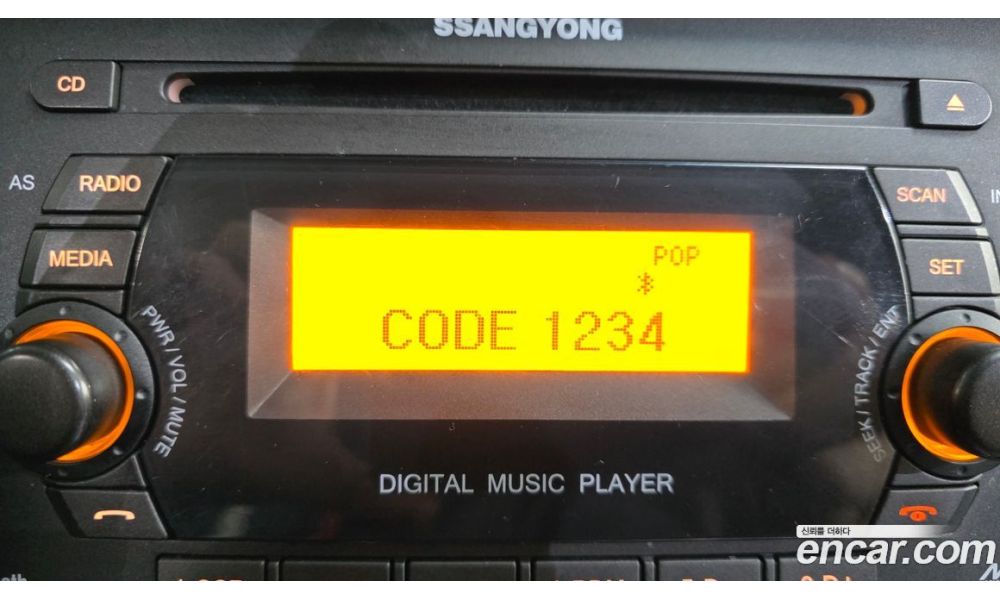 SSANGYONG
CD
AS
RADIO
SCAN
MEDIA
SET
POP
CODE 1234
PWR / VOL / MUTE
SEEK / TRACK / ENT
DIGITAL MUSIC PLAYER
신뢰를 더하다
encar.com